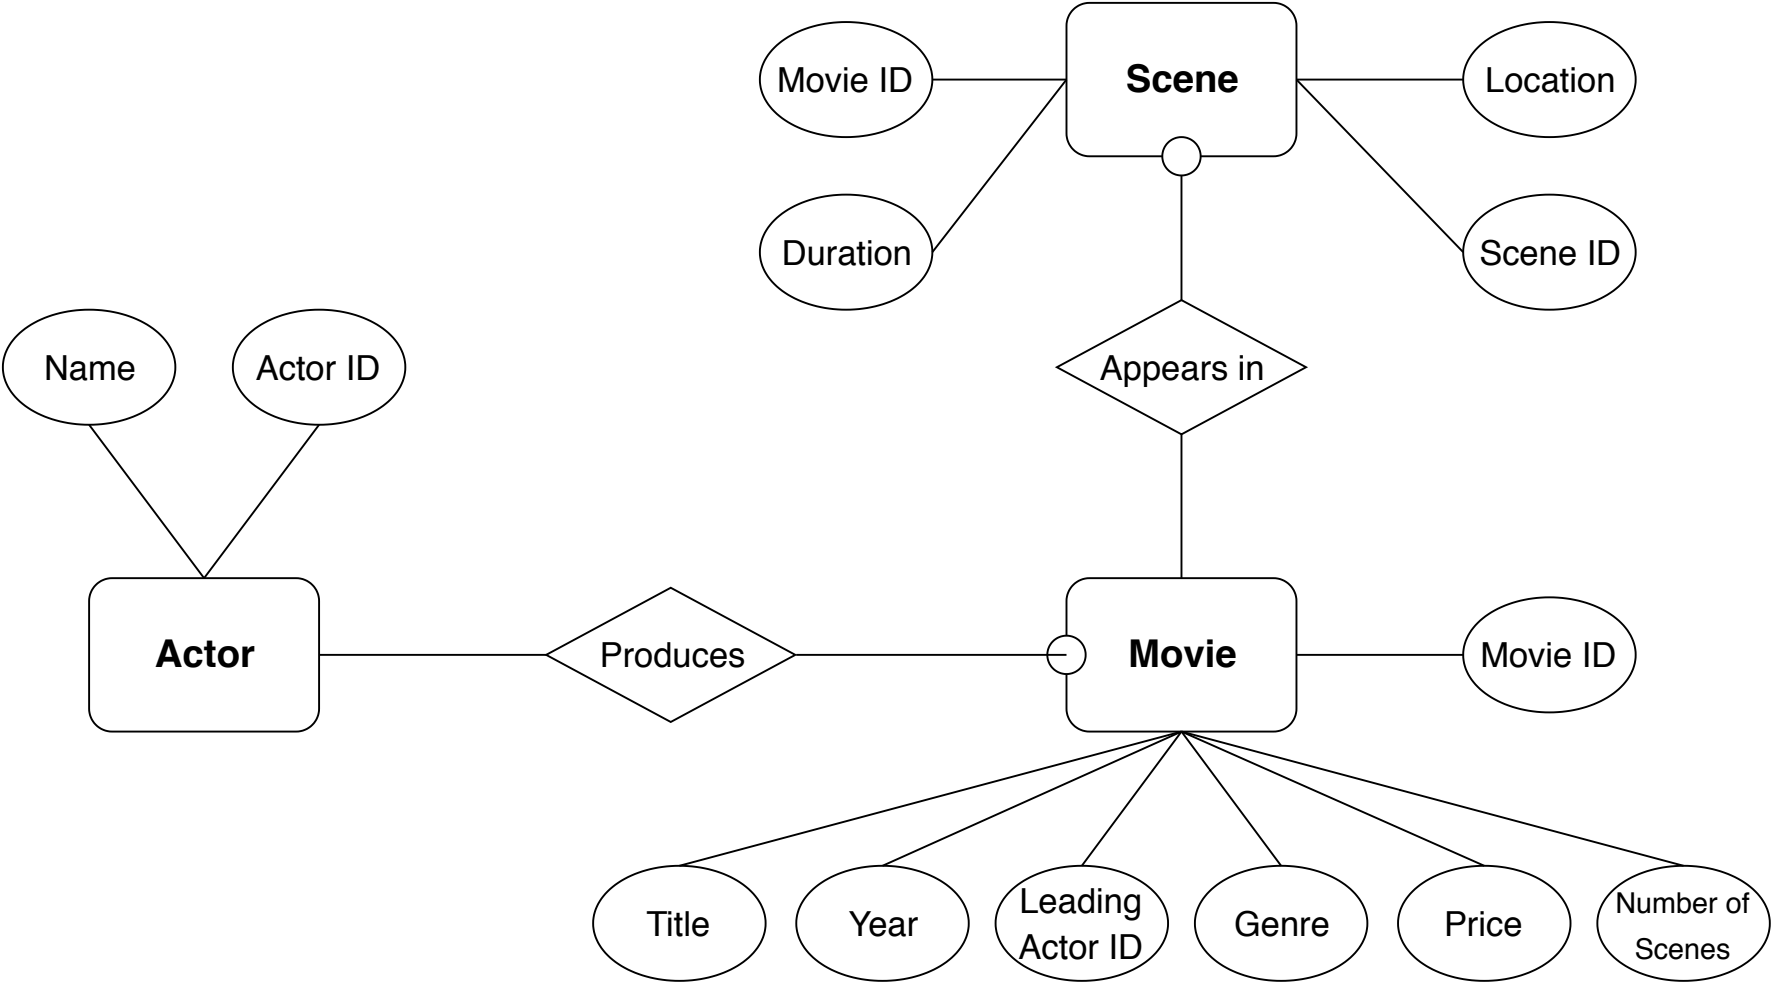 Movie ID
Scene
Location
Duration
Scene ID
Name
Actor ID
Appears in
Actor
Produces
Movie
Movie ID
Title
Year
Leading
Actor ID
Genre
Price
Number of
Scenes